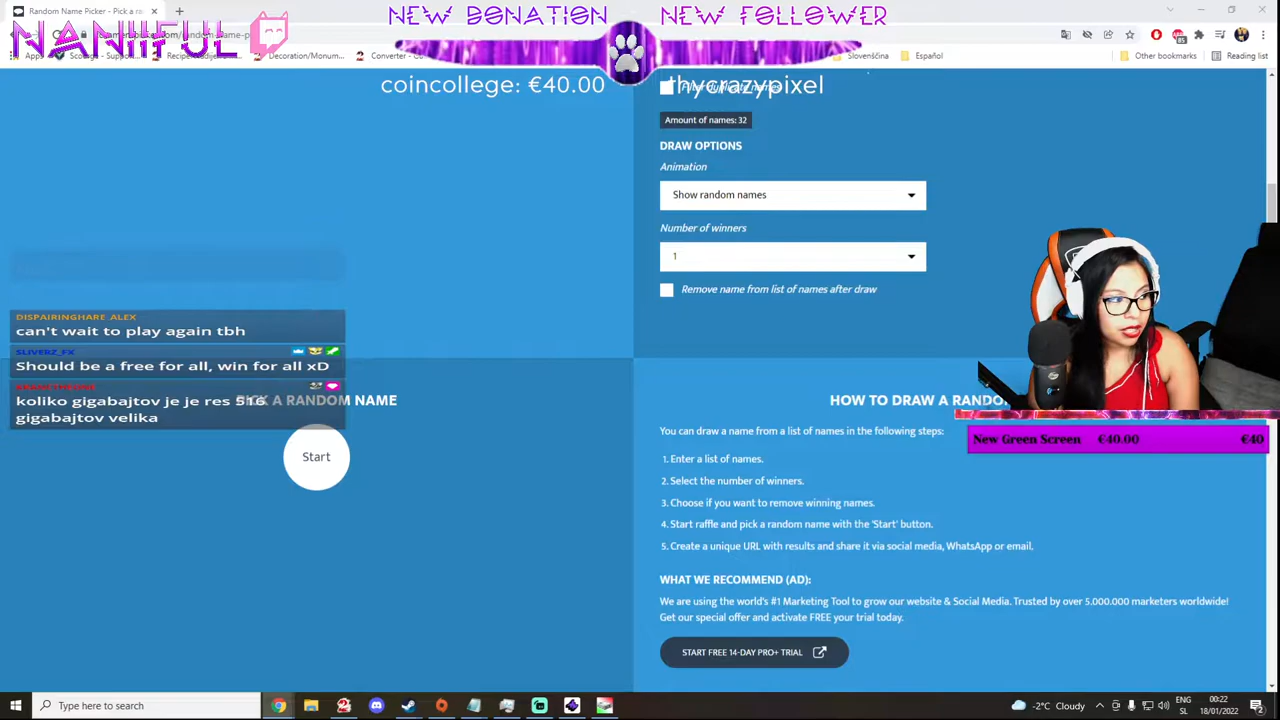 Random Name Picker - Pick a r
NEW DONATION
NEW FOLLOWER
NANIIFUL
Apps
Decoration/Monum...
Converter
Slovenščina
Español
Other bookmarks
Reading list
coincollege: €40.00
thycrazypixel
Amount of names: 32
DRAW OPTIONS
Animation
Show random names
Number of winners
1
Remove name from list of names after draw
DISPAIRINGHARE_ALEX
can't wait to play again tbh
SLIVERZ_FX
Should be a free for all, win for all xD
koliko gigabajtov je je res 516
gigabajtov velika
PICK A RANDOM NAME
Start
HOW TO DRAW A RANDO
You can draw a name from a list of names in the following steps:
1. Enter a list of names.
2. Select the number of winners.
3. Choose if you want to remove winning names.
4. Start raffle and pick a random name with the 'Start' button.
5. Create a unique URL with results and share it via social media, WhatsApp or email.
New Green Screen €40.00 €40
WHAT WE RECOMMEND (AD):
We are using the world's #1 Marketing Tool to grow our website & Social Media. Trusted by over 5.000.000 marketers worldwide!
Get our special offer and activate FREE your trial today.
START FREE 14-DAY PRO+ TRIAL
Type here to search
-2°C Cloudy
ENG
SL
00:22
18/01/2022